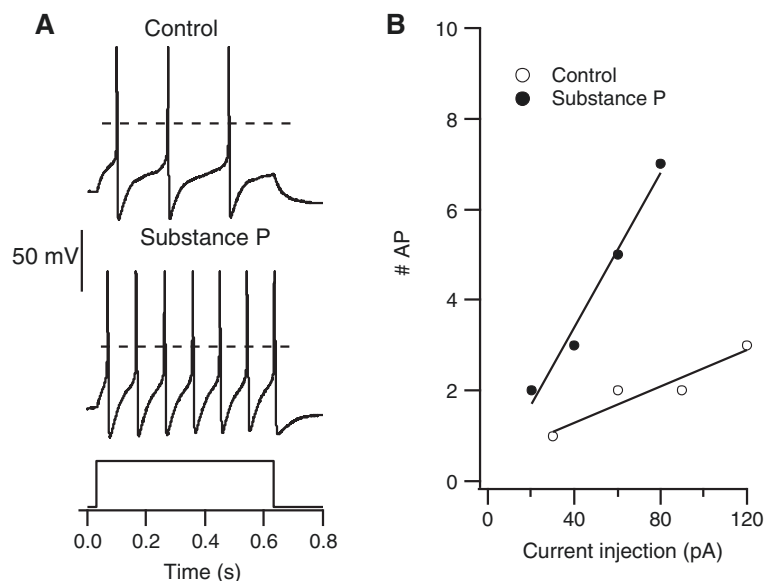 A
Control
Substance P
50 mV
0.0 0.2 0.4 0.6 0.8
Time (s)
B
10
8
6
4
2
0
# AP
Control
Substance P
0 40 80 120
Current injection (pA)